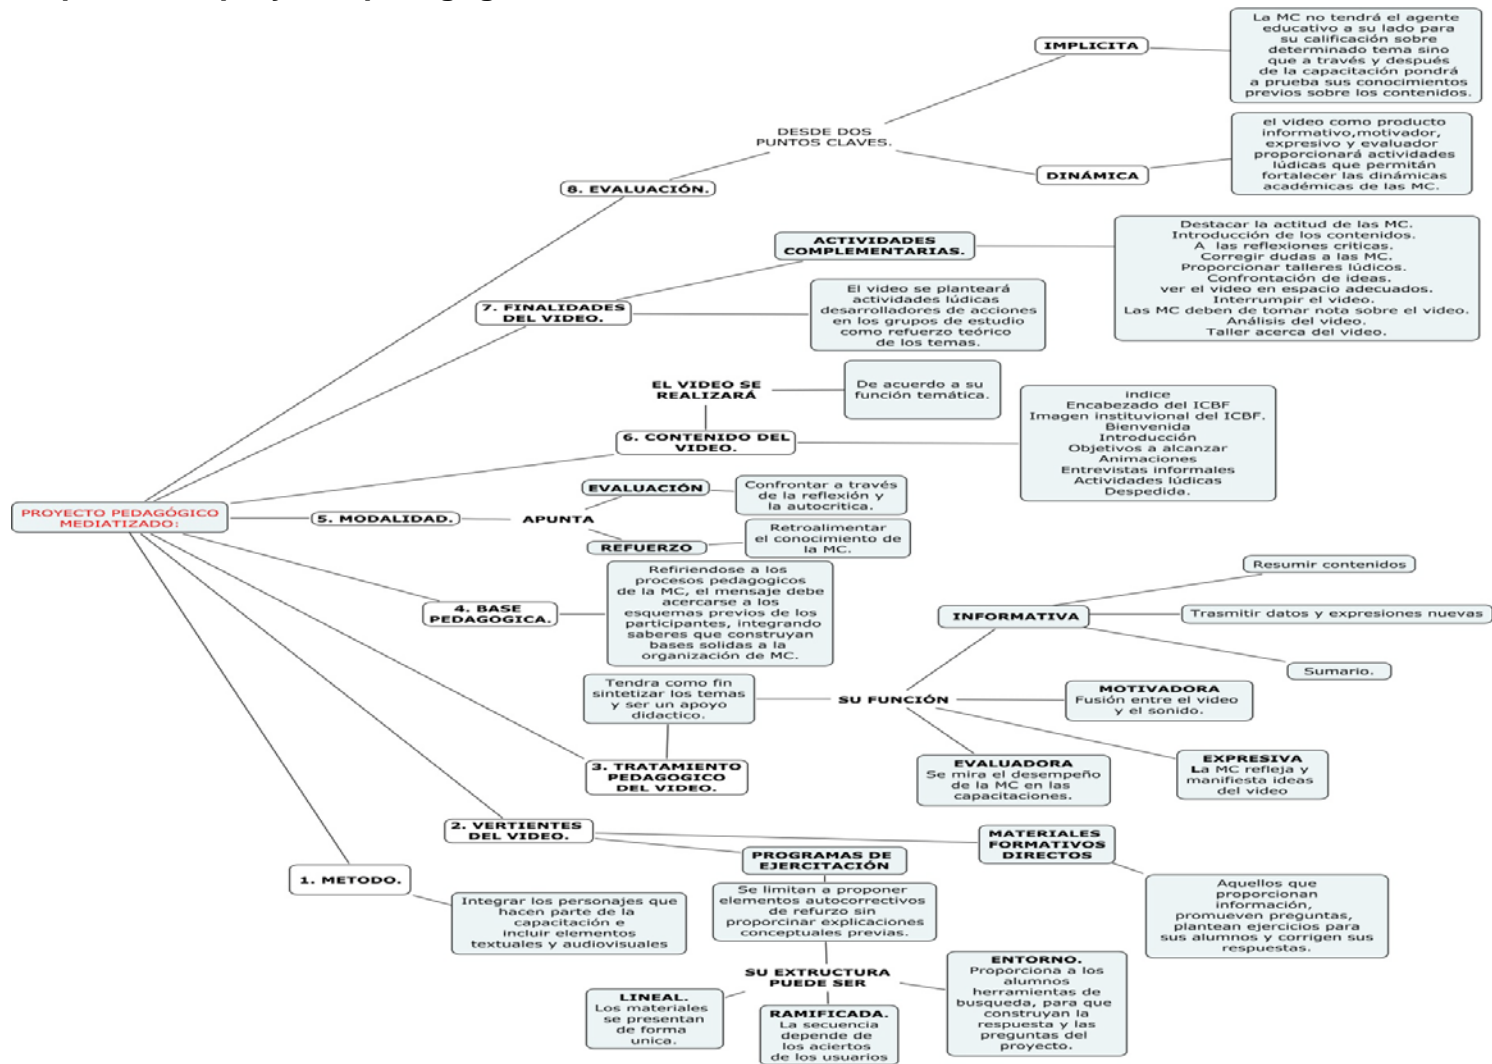 IMPLICITA
La MC no tendrá el agente
educativo a su lado para
su calificación sobre
determinado tema sino
que a través y después
de la capacitación pondrá
a prueba sus conocimientos
previos sobre los contenidos.
DESDE DOS
PUNTOS CLAVES.
DINÁMICA
el video como producto
informativo,motivador,
expresivo y evaluador
proporcionará actividades
lúdicas que permitán
fortalecer las dinámicas
académicas de las MC.
8. EVALUACIÓN.
ACTIVIDADES
COMPLEMENTARIAS.
Destacar la actitud de las MC.
Introducción de los contenidos.
A las reflexiones criticas.
Corregir dudas a las MC.
Proporcionar talleres lúdicos.
Confrontación de ideas.
ver el video en espacio adecuados.
Interrumpir el video.
Las MC deben de tomar nota sobre el video.
Análisis del video.
Taller acerca del video.
7. FINALIDADES
DEL VIDEO.
El video se planteará
actividades lúdicas
desarrolladores de acciones
en los grupos de estudio
como refuerzo teórico
de los temas.
EL VIDEO SE
REALIZARÁ
De acuerdo a su
función temática.
6. CONTENIDO DEL
VIDEO.
indice
Encabezado del ICBF
Imagen instituvional del ICBF.
Bienvenida
Introducción
Objetivos a alcanzar
Animaciones
Entrevistas informales
Actividades lúdicas
Despedida.
PROYECTO PEDAGÓGICO
MEDIATIZADO:
5. MODALIDAD.
APUNTA
EVALUACIÓN
Confrontar a través
de la reflexión y
la autocritica.
REFUERZO
Retroalimentar
el conocimiento de
la MC.
4. BASE
PEDAGOGICA.
Refiriendose a los
procesos pedagogicos
de la MC, el mensaje debe
acercarse a los
esquemas previos de los
participantes, integrando
saberes que construyan
bases solidas a la
organización de MC.
INFORMATIVA
Resumir contenidos
Trasmitir datos y expresiones nuevas
Sumario.
Tendra como fin
sintetizar los temas
y ser un apoyo
didactico.
SU FUNCIÓN
MOTIVADORA
Fusión entre el video
y el sonido.
EXPRESIVA
La MC refleja y
manifiesta ideas
del video
EVALUADORA
Se mira el desempeño
de la MC en las
capacitaciones.
3. TRATAMIENTO
PEDAGOGICO
DEL VIDEO.
2. VERTIENTES
DEL VIDEO.
MATERIALES
FORMATIVOS
DIRECTOS
Aquellos que
proporcionan
información,
promueven preguntas,
plantean ejercicios para
sus alumnos y corrigen sus
respuestas.
PROGRAMAS DE
EJERCITACIÓN
Se limitan a proponer
elementos autocorrectivos
de refurzo sin
proporcinar explicaciones
conceptuales previas.
SU EXTRUCTURA
PUEDE SER
LINEAL.
Los materiales
se presentan
de forma
unica.
RAMIFICADA.
La secuencia
depende de
los aciertos
de los usuarios
ENTORNO.
Proporciona a los
alumnos
herramientas de
busqueda, para que
construyan la
respuesta y las
preguntas del
proyecto.
1. METODO.
Integrar los personajes que
hacen parte de la
capacitación e
incluir elementos
textuales y audiovisuales